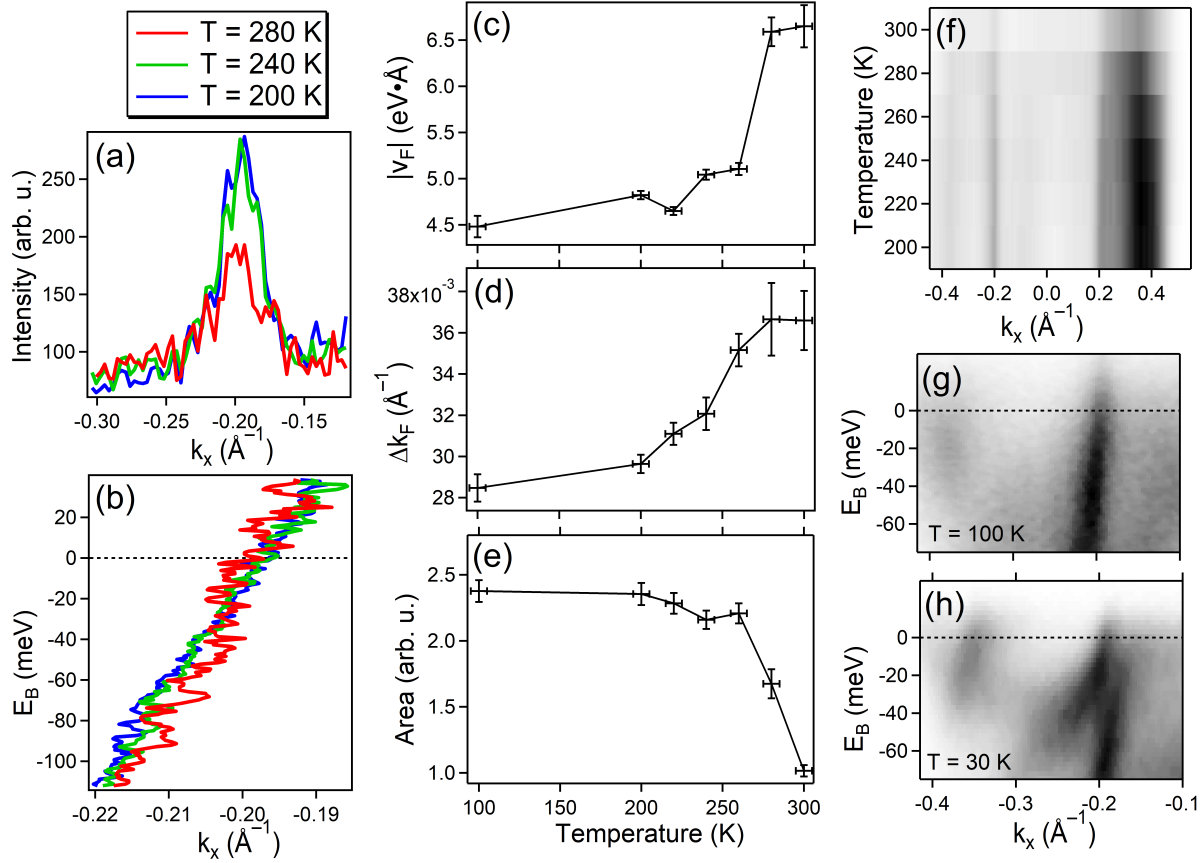 T = 280 K
T = 240 K
T = 200 K
(a)
Intensity (arb. u.)
250
200
150
100
-0.30
-0.25
-0.20
-0.15
kₓ (Å⁻¹)
(b)
E_B (meV)
20
0
-20
-40
-60
-80
-100
-0.22
-0.21
-0.20
-0.19
kₓ (Å⁻¹)
(c)
|v_F| (eV•Å)
6.5
6.0
5.5
5.0
4.5
(d)
Δk_F (Å⁻¹)
38x10⁻³
36
34
32
30
28
(e)
Area (arb. u.)
2.5
2.0
1.5
1.0
100
150
200
250
300
Temperature (K)
(f)
Temperature (K)
300
280
260
240
220
200
-0.4
-0.2
0.0
0.2
0.4
kₓ (Å⁻¹)
(g)
E_B (meV)
0
-20
-40
-60
T = 100 K
(h)
E_B (meV)
0
-20
-40
-60
T = 30 K
-0.4
-0.3
-0.2
-0.1
kₓ (Å⁻¹)